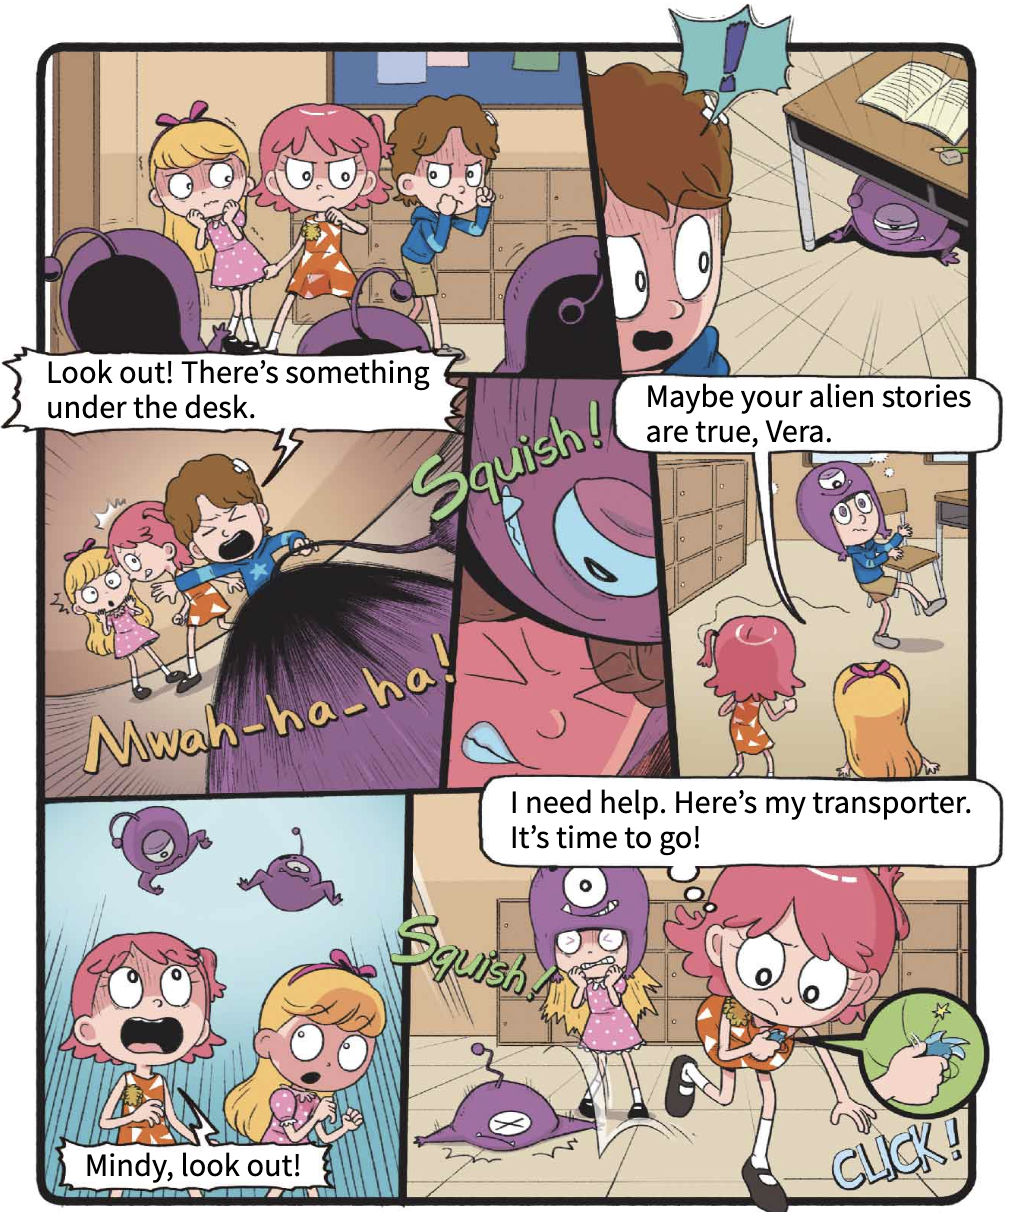 !
Look out! There's something
under the desk.
Squish!
Maybe your alien stories
are true, Vera.
Mwah-ha-ha!
I need help. Here's my transporter.
It's time to go!
Squish!
Mindy, look out!
CLICK!